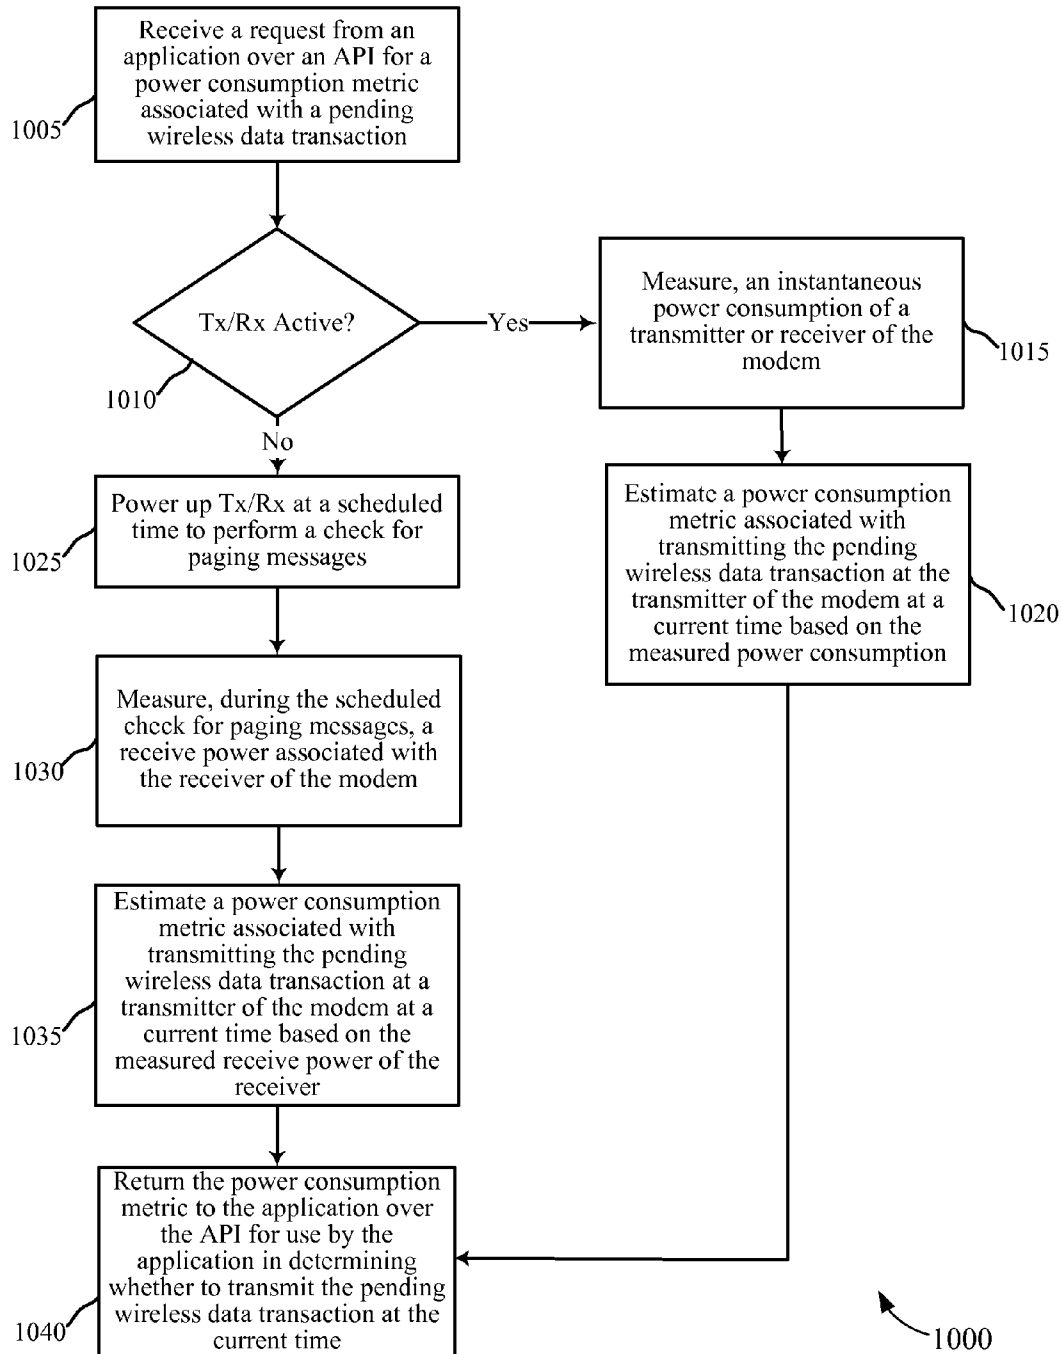 Receive a request from an
application over an API for a
power consumption metric
associated with a pending
wireless data transaction
1005
Tx/Rx Active?
Yes
1010
No
Measure, an instantaneous
power consumption of a
transmitter or receiver of the
modem
1015
Estimate a power consumption
metric associated with
transmitting the pending
wireless data transaction at the
transmitter of the modem at a
current time based on the
measured power consumption
1020
Power up Tx/Rx at a scheduled
time to perform a check for
paging messages
1025
Measure, during the scheduled
check for paging messages, a
receive power associated with
the receiver of the modem
1030
Estimate a power consumption
metric associated with
transmitting the pending
wireless data transaction at a
transmitter of the modem at a
current time based on the
measured receive power of the
receiver
1035
Return the power consumption
metric to the application over
the API for use by the
application in determining
whether to transmit the pending
wireless data transaction at the
current time
1040
1000